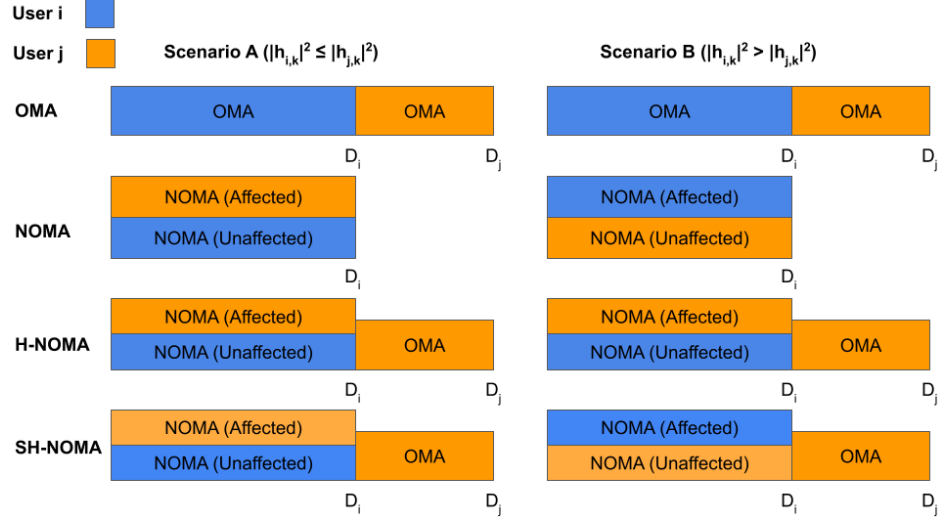 User i
User j
Scenario A (|h_{i,k}|^2 ≤ |h_{j,k}|^2)
Scenario B (|h_{i,k}|^2 > |h_{j,k}|^2)
OMA
OMA
OMA
OMA
OMA
D_i
D_j
D_i
D_j
NOMA
NOMA (Affected)
NOMA (Unaffected)
NOMA (Affected)
NOMA (Unaffected)
D_i
D_i
H-NOMA
NOMA (Affected)
NOMA (Unaffected)
OMA
NOMA (Affected)
NOMA (Unaffected)
OMA
D_i
D_j
D_i
D_j
SH-NOMA
NOMA (Affected)
NOMA (Unaffected)
OMA
NOMA (Affected)
NOMA (Unaffected)
OMA
D_i
D_j
D_i
D_j